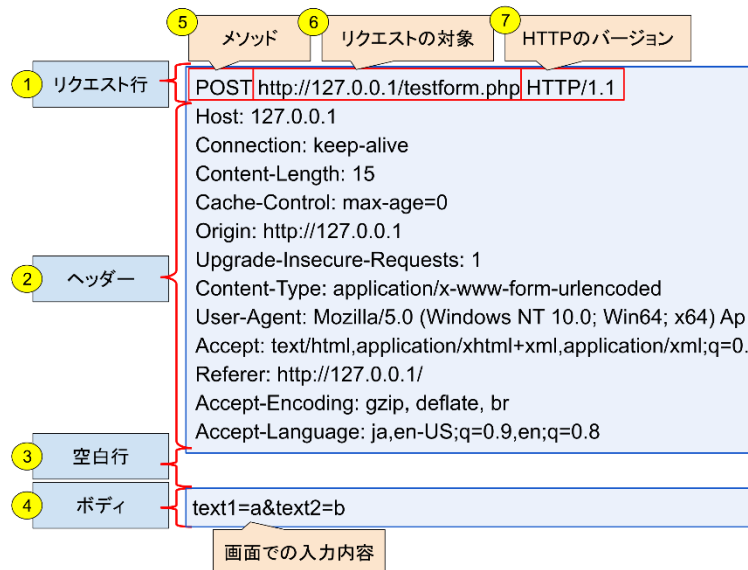 5 メソッド 6 リクエストの対象 7 HTTPのバージョン
1 リクエスト行
POST http://127.0.0.1/testform.php HTTP/1.1
Host: 127.0.0.1
Connection: keep-alive
Content-Length: 15
Cache-Control: max-age=0
Origin: http://127.0.0.1
Upgrade-Insecure-Requests: 1
2 ヘッダー
Content-Type: application/x-www-form-urlencoded
User-Agent: Mozilla/5.0 (Windows NT 10.0; Win64; x64) Ap
Accept: text/html,application/xhtml+xml,application/xml;q=0.
Referer: http://127.0.0.1/
Accept-Encoding: gzip, deflate, br
Accept-Language: ja,en-US;q=0.9,en;q=0.8
3 空白行
4 ボディ
text1=a&text2=b
画面での入力内容